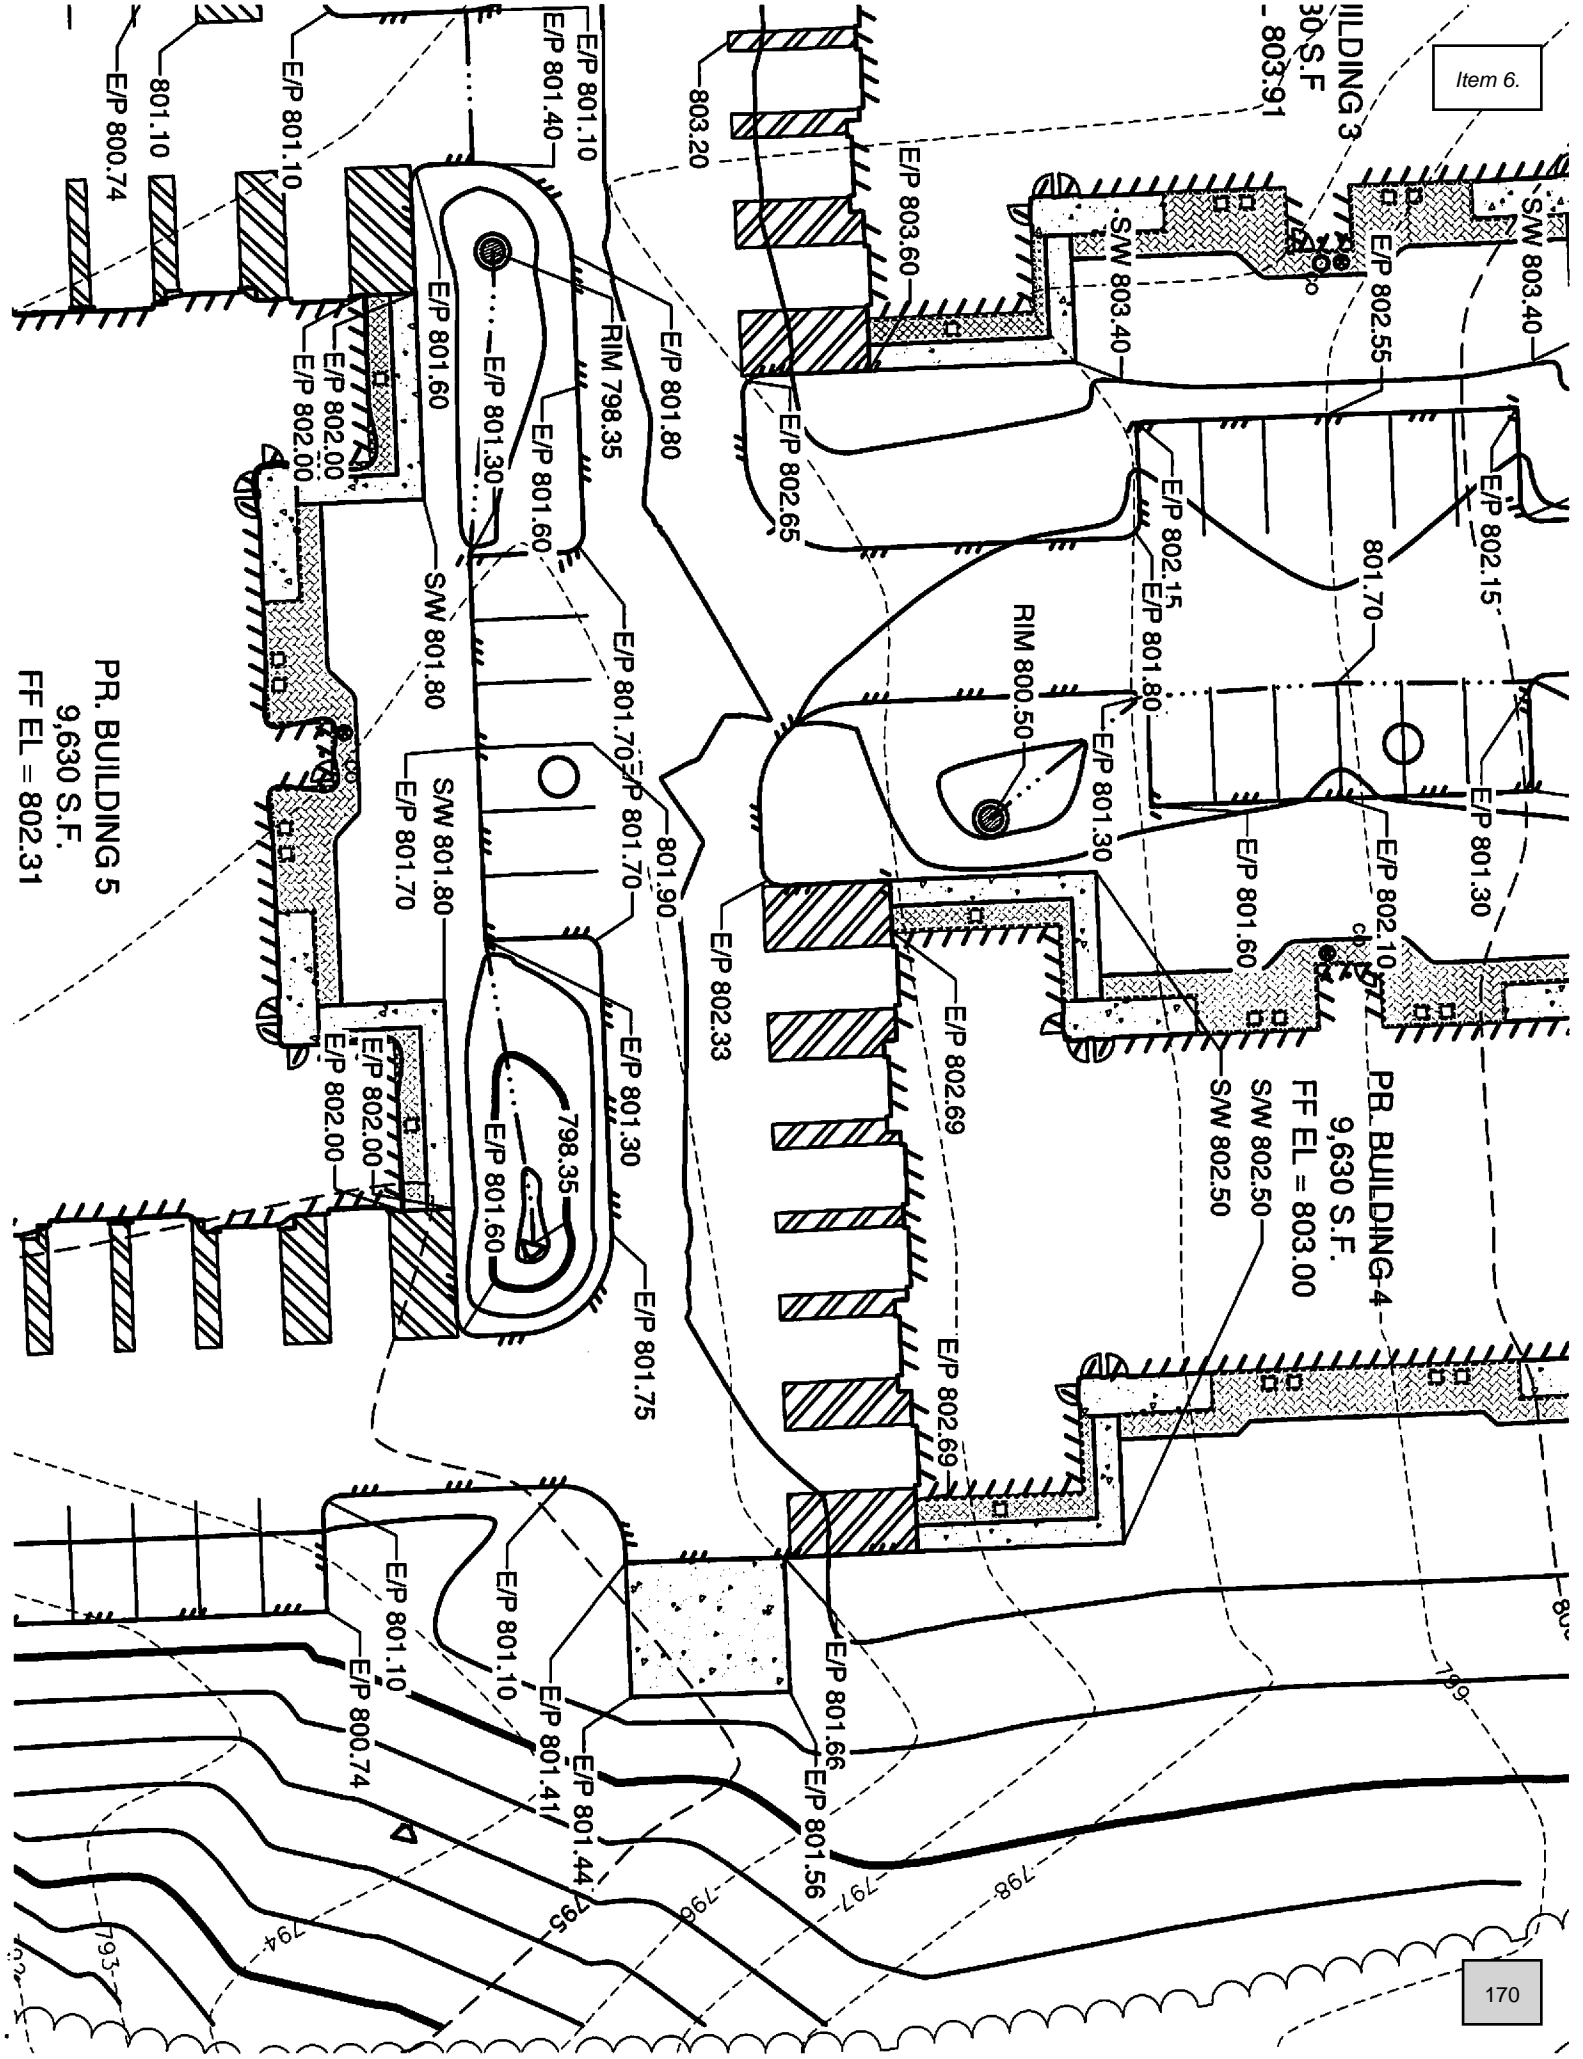 Item 6.
ILDING 3
30 S.F
803.91
E/P 800.74
801.10
E/P 801.10
E/P 801.40
E/P 801.10
803.20
E/P 803.60
S/W 803.40
E/P 802.55
S/W 803.40
E/P 801.60
E/P 802.00
E/P 802.00
E/P 801.30
E/P 801.60
RIM 798.35
E/P 801.80
E/P 802.65
E/P 802.15
E/P 802.15
E/P 801.80
801.70
RIM 800.50
E/P 801.30
CO
S/W 801.80
E/P 801.70
E/P 801.70
801.90
E/P 801.70
S/W 801.80
CO
PR. BUILDING 5
9,630 S.F.
FF EL = 802.31
E/P 802.33
E/P 801.60
E/P 802.10
E/P 801.30
CO
E/P 802.69
S/W 802.50
S/W 802.50
PR. BUILDING 4
9,630 S.F.
FF EL = 803.00
E/P 802.00
E/P 802.00
E/P 801.30
798.35
E/P 801.60
E/P 801.75
E/P 802.69
E/P 801.10
E/P 801.10
E/P 800.74
E/P 801.41
E/P 801.44
E/P 801.66
E/P 801.56
799
798
797
796
795
794
793
170